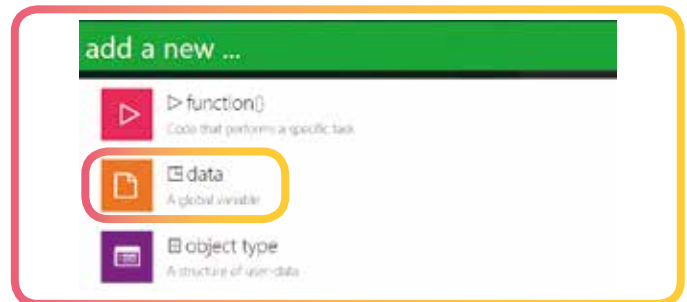 add a new ...
▷ function()
Code that performs a specific task
data
A global variable
object type
A structure of user-data